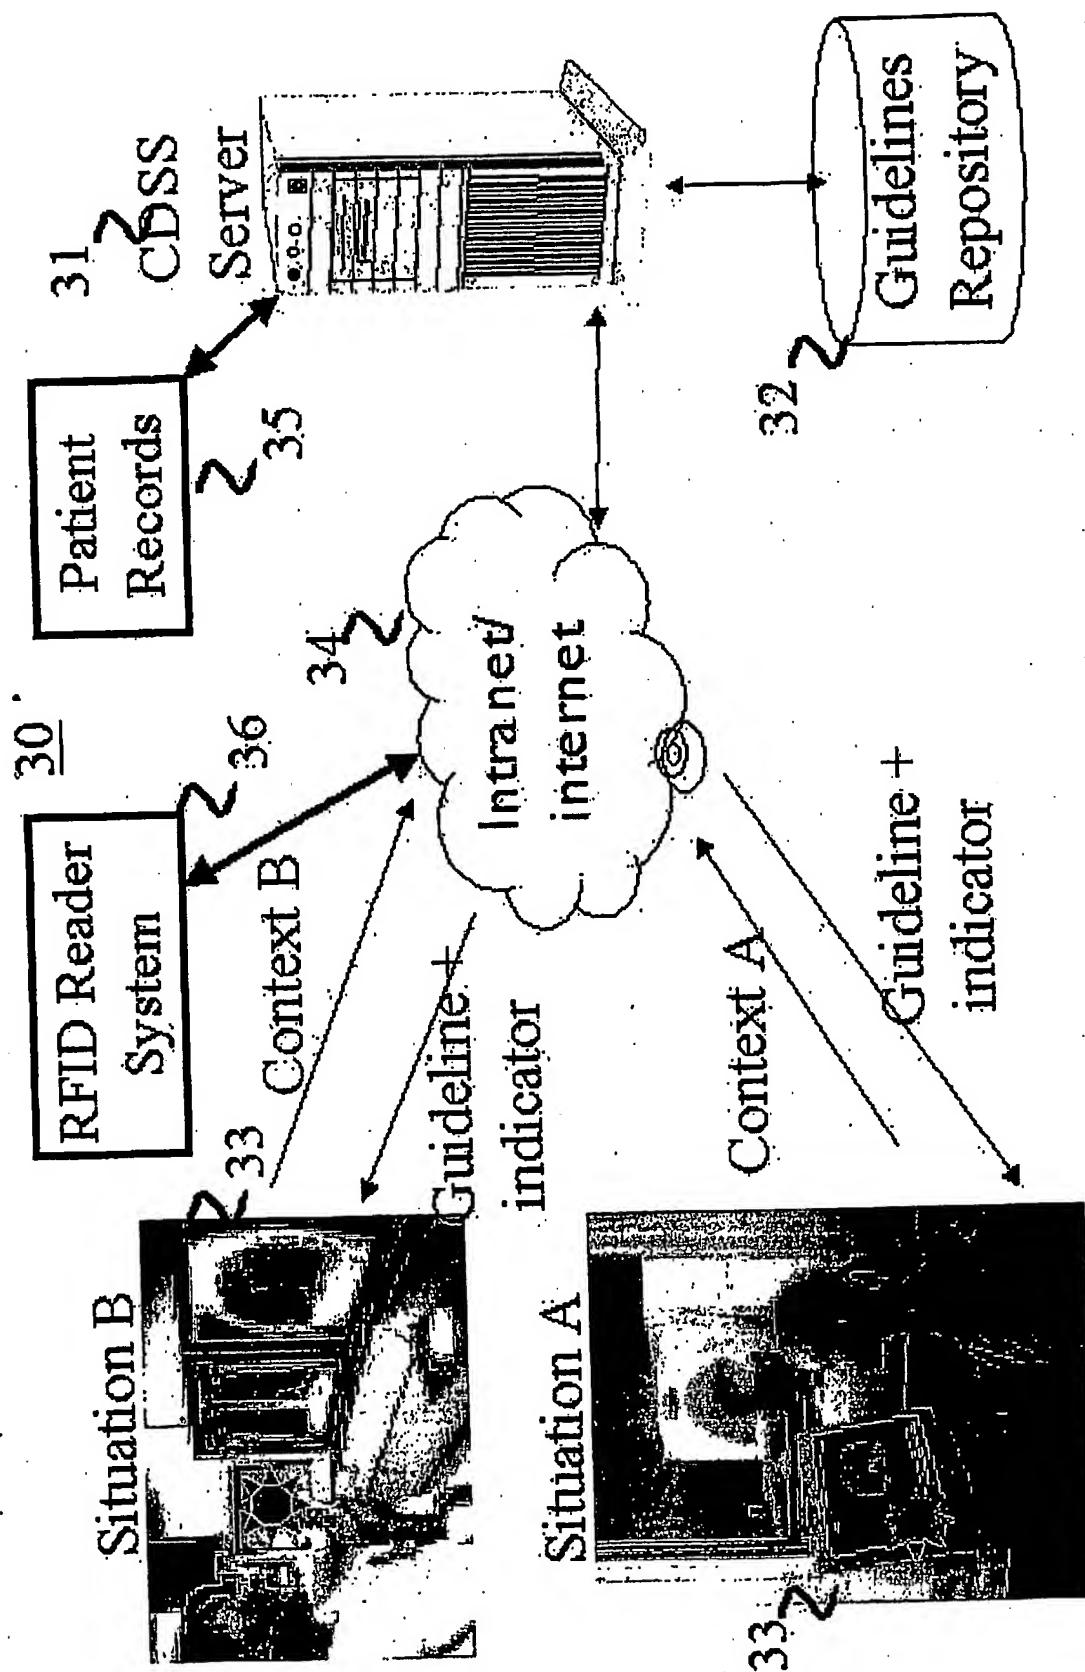 30
Situation B
33
RFID Reader
System
36
Patient
Records
35
31
CDSS
Server
Context B
Guideline +
indicator
34
Intranet/
internet
Situation A
33
Context A
Guideline +
indicator
32
Guidelines
Repository